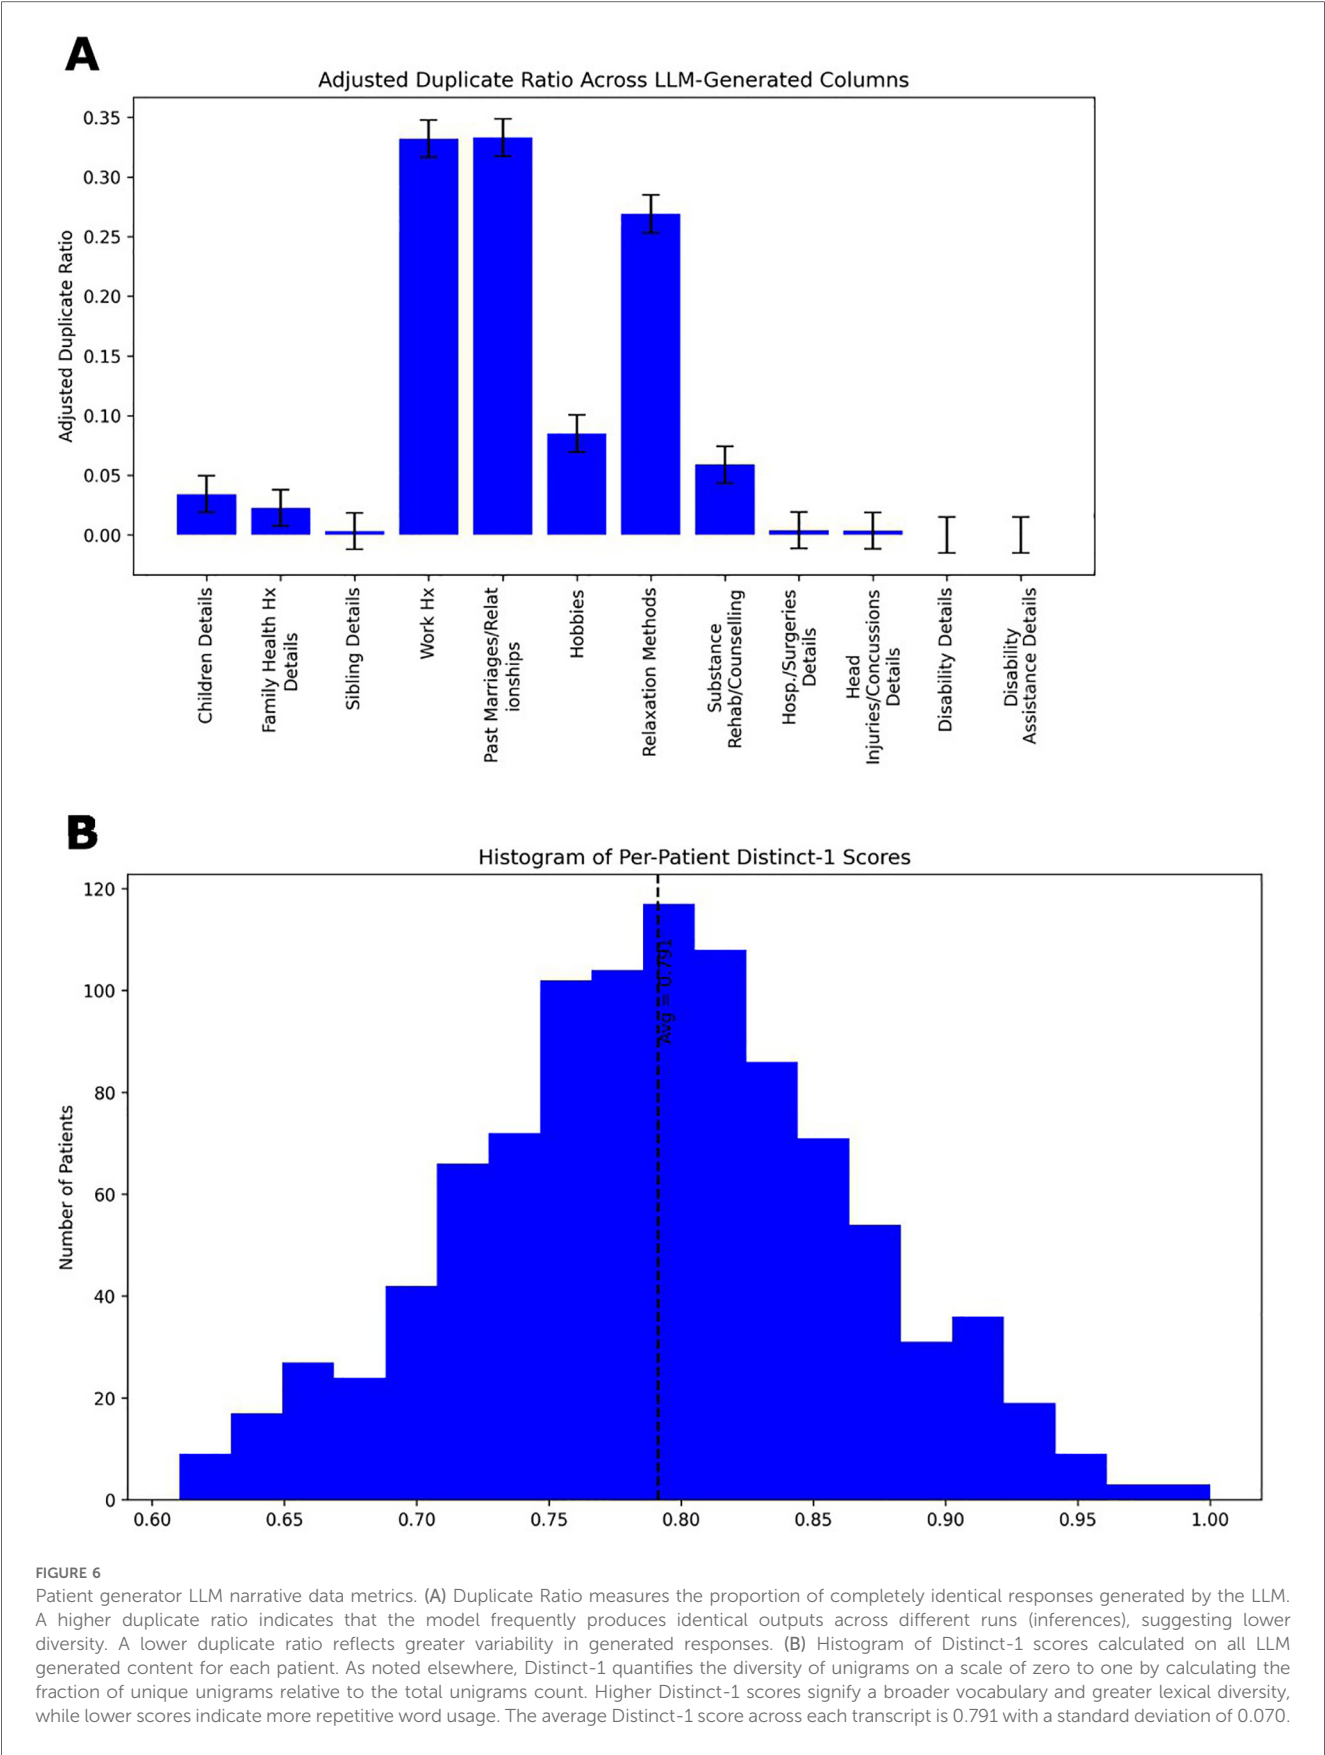 A
Adjusted Duplicate Ratio Across LLM-Generated Columns
Adjusted Duplicate Ratio
0.35
0.30
0.25
0.20
0.15
0.10
0.05
0.00
Children Details
Family Health Hx
Details
Sibling Details
Work Hx
Past Marriages/Relat
ionships
Hobbies
Relaxation Methods
Substance
Rehab/Counselling
Hosp./Surgeries
Details
Head
Injuries/Concussions
Details
Disability Details
Disability
Assistance Details
B
Histogram of Per-Patient Distinct-1 Scores
Number of Patients
120
100
80
60
40
20
0
Avg = 0.791
0.60 0.65 0.70 0.75 0.80 0.85 0.90 0.95 1.00
FIGURE 6
Patient generator LLM narrative data metrics. (A) Duplicate Ratio measures the proportion of completely identical responses generated by the LLM.
A higher duplicate ratio indicates that the model frequently produces identical outputs across different runs (inferences), suggesting lower
diversity. A lower duplicate ratio reflects greater variability in generated responses. (B) Histogram of Distinct-1 scores calculated on all LLM
generated content for each patient. As noted elsewhere, Distinct-1 quantifies the diversity of unigrams on a scale of zero to one by calculating the
fraction of unique unigrams relative to the total unigrams count. Higher Distinct-1 scores signify a broader vocabulary and greater lexical diversity,
while lower scores indicate more repetitive word usage. The average Distinct-1 score across each transcript is 0.791 with a standard deviation of 0.070.